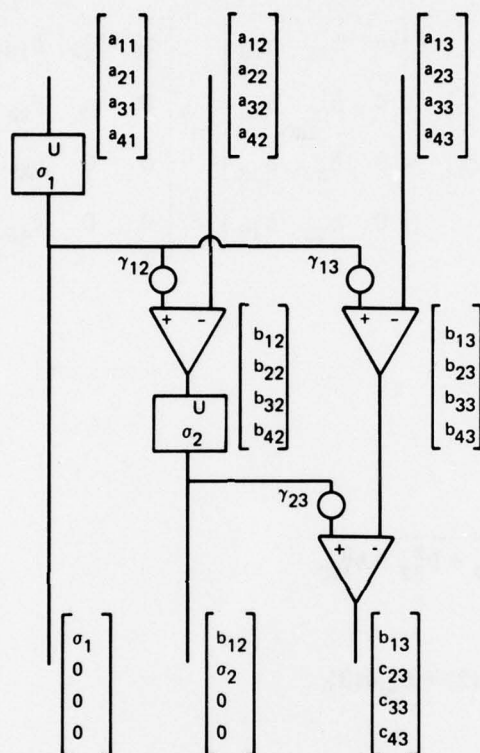 a11 a12 a13
a21 a22 a23
a31 a32 a33
a41 a42 a43
U
σ1
γ12 γ13
+ - + -
b12 b13
b22 b23
b32 b33
b42 b43
U
σ2
γ23
+ -
σ1 b12 b13
0 σ2 c23
0 0 c33
0 0 c43